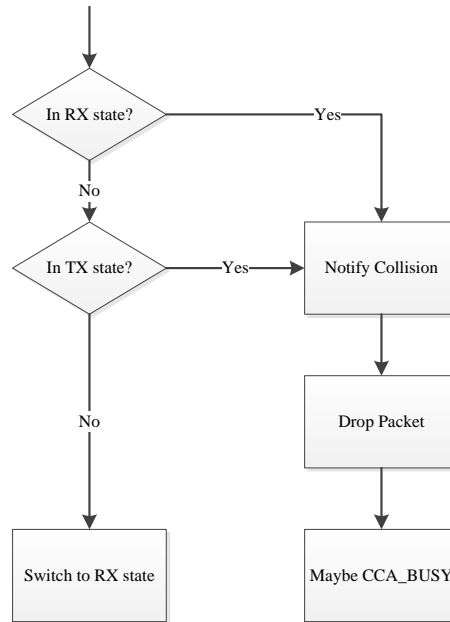 In RX state?
Yes
No
In TX state?
Yes
Notify Collision
No
Drop Packet
Switch to RX state
Maybe CCA_BUSY